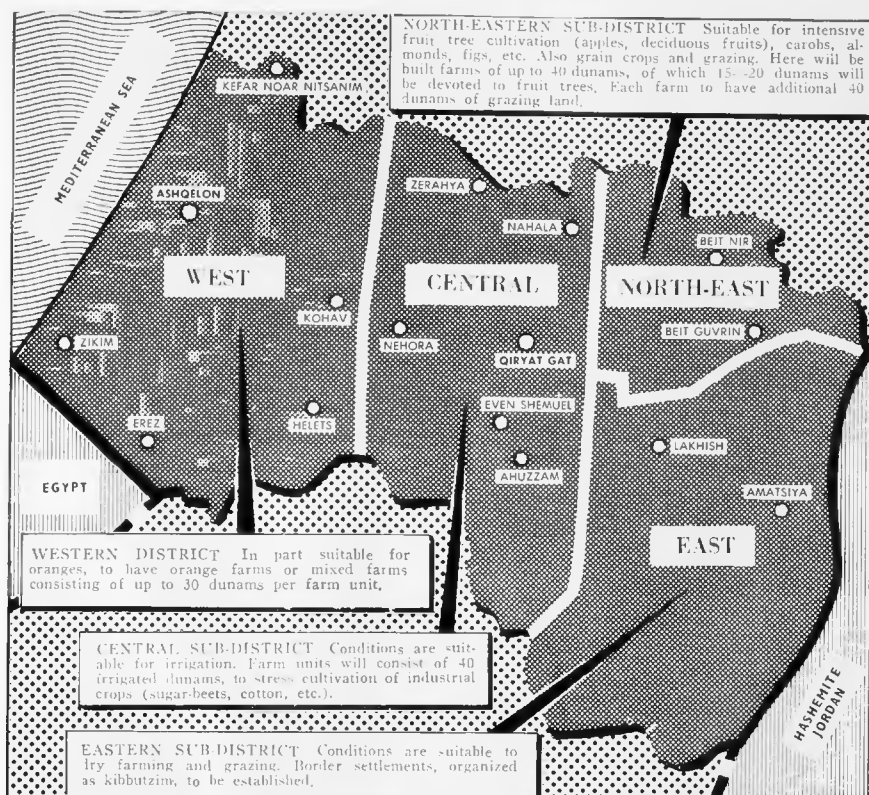 NORTH-EASTERN SUB-DISTRICT Suitable for intensive
fruit tree cultivation (apples, deciduous fruits), carobs, al-
monds, figs, etc. Also grain crops and grazing. Here will be
built farms of up to 40 dunams, of which 15--20 dunams will
be devoted to fruit trees. Each farm to have additional 40
dunams of grazing land.
MEDITERRANEAN SEA
KEFAR NOAR NITSANIM
ASHQELON
ZERAHYA
NAHALA
BEIT NIR
WEST
CENTRAL
NORTH-EAST
KOHAV
ZIKIM
NEHORA
QIRYAT GAT
BEIT GUVRIN
EREZ
HELETS
EVEN SHEMUEL
AHUZZAM
LAKHISH
AMATSIYA
EGYPT
EAST
WESTERN DISTRICT In part suitable for
oranges, to have orange farms or mixed farms
consisting of up to 30 dunams per farm unit.
CENTRAL SUB-DISTRICT Conditions are suit-
able for irrigation. Farm units will consist of 40
irrigated dunams, to stress cultivation of industrial
crops (sugar-beets, cotton, etc.).
HASHEMITE
JORDAN
EASTERN SUB-DISTRICT Conditions are suitable to
dry farming and grazing. Border settlements, organized
as kibbutzim, to be established.